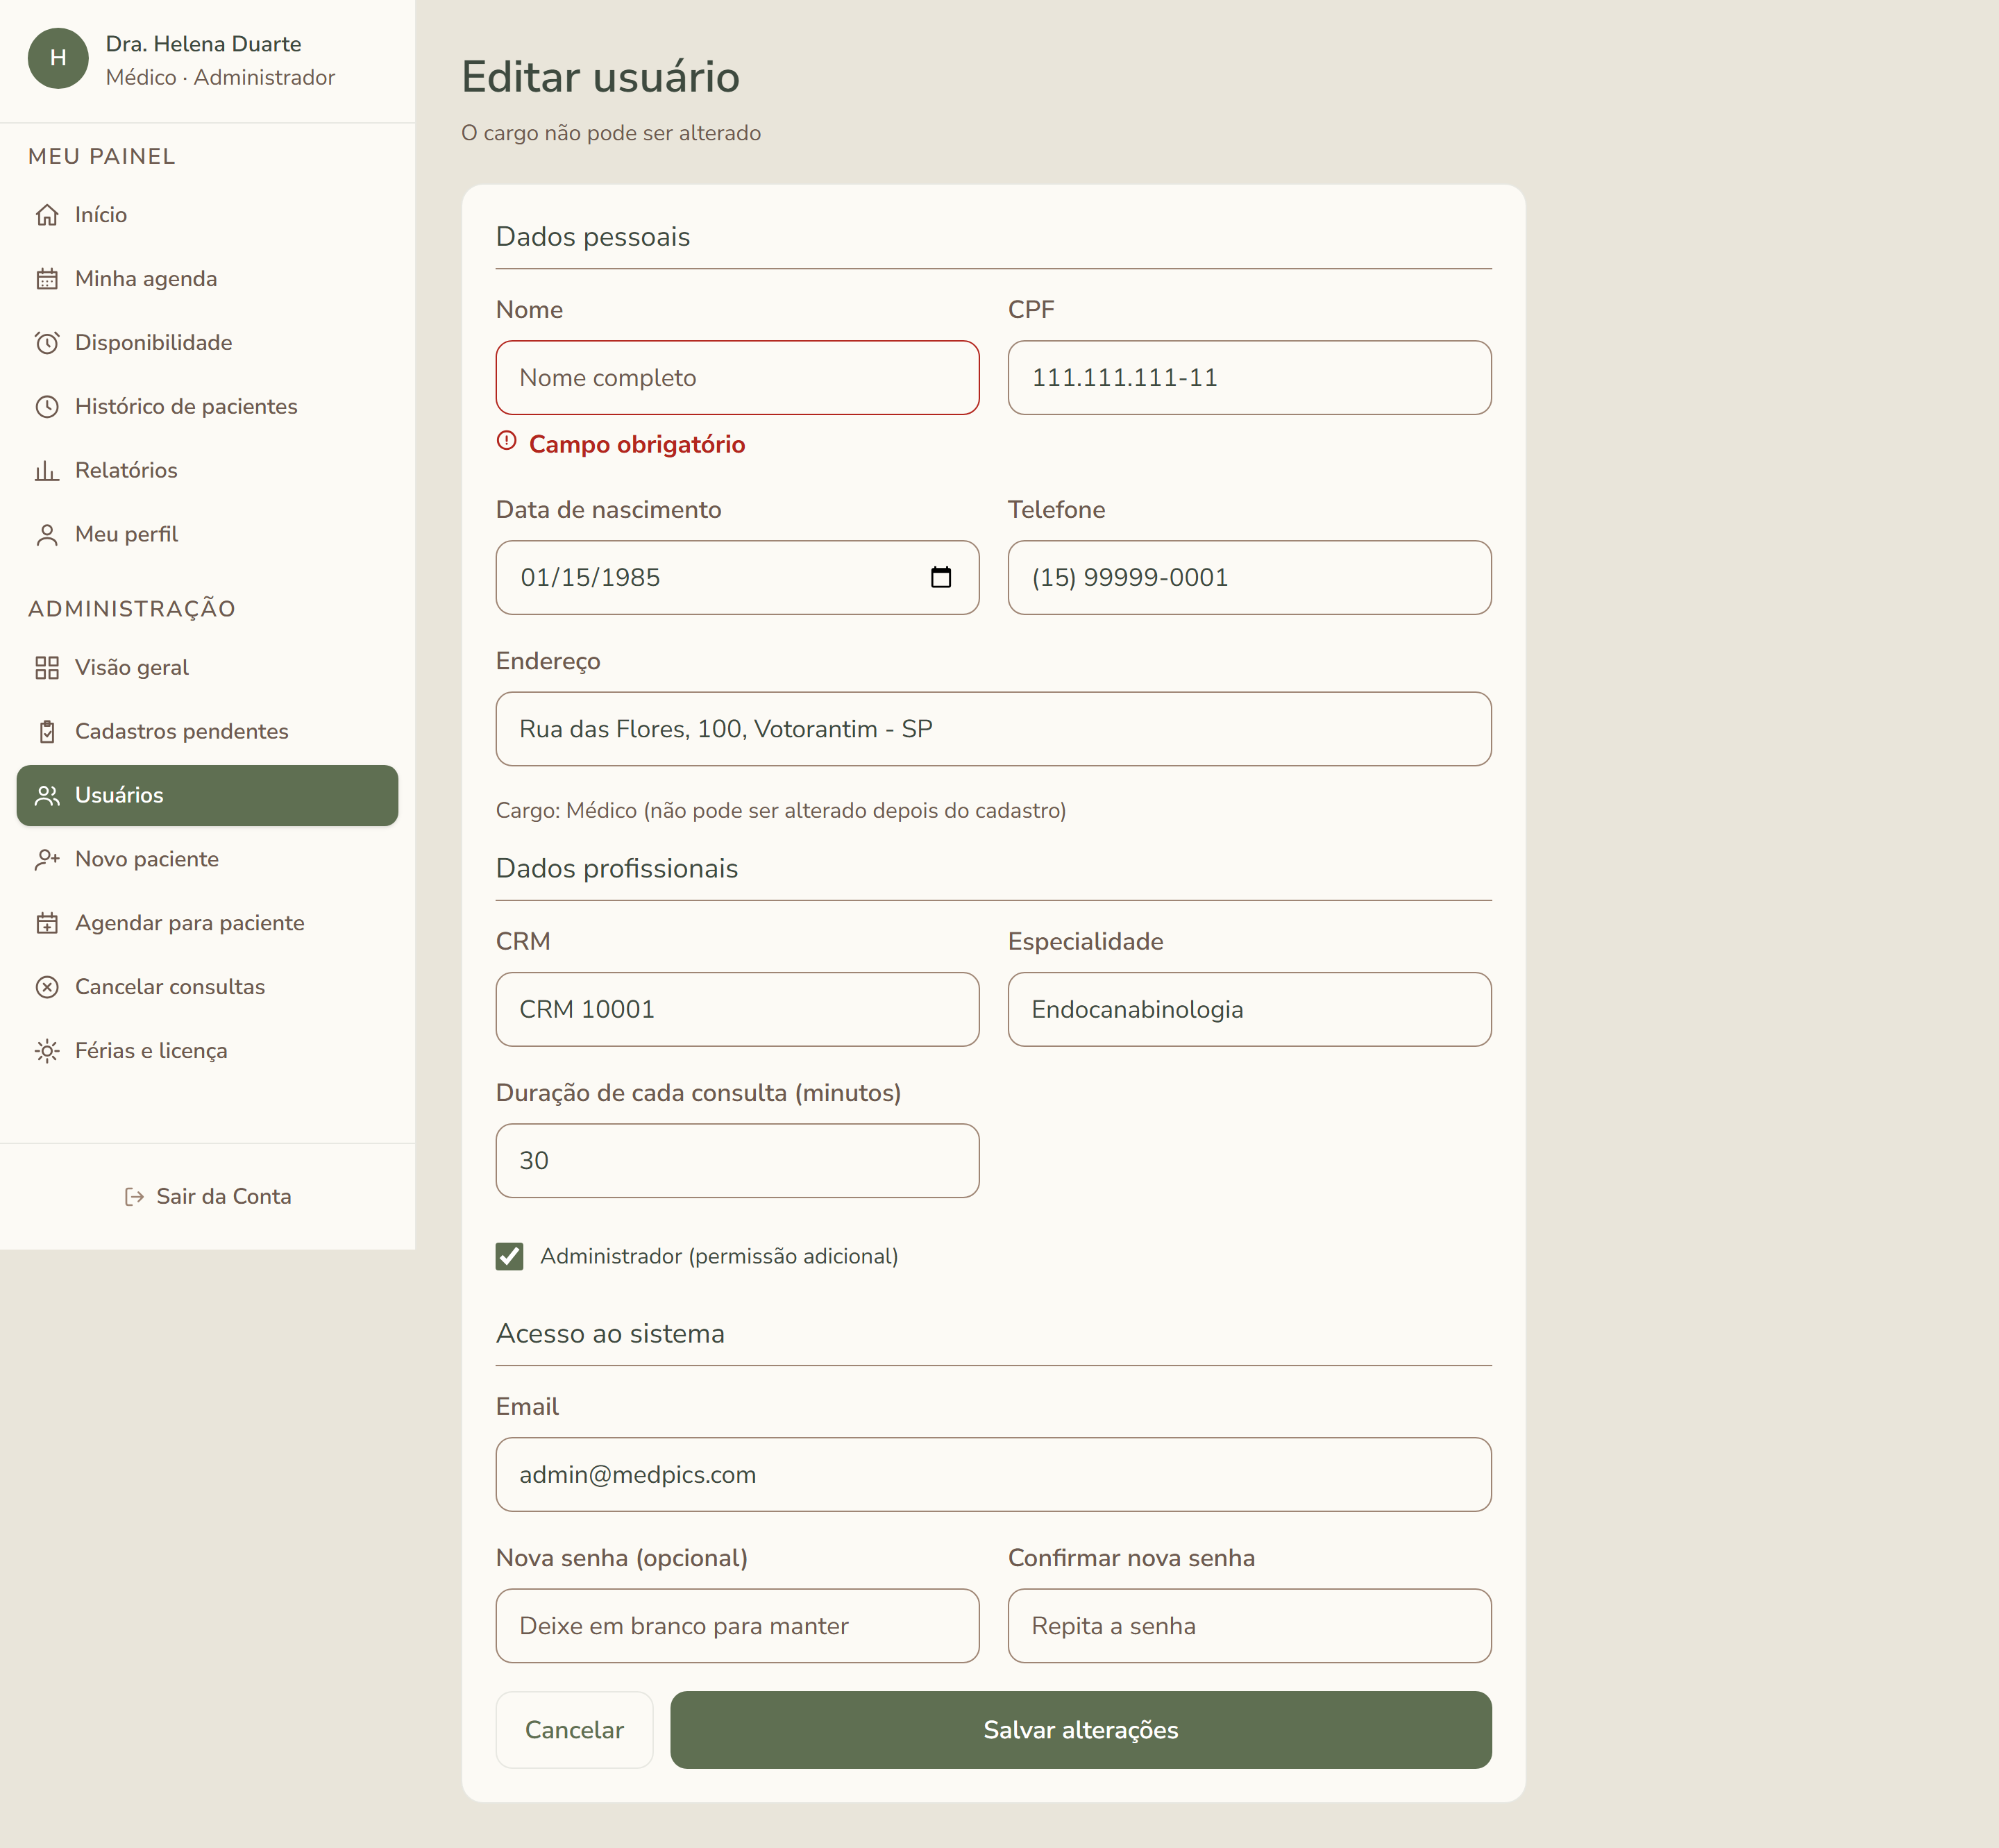 H
Dra. Helena Duarte
Médico · Administrador
MEU PAINEL
Início
Minha agenda
Disponibilidade
Histórico de pacientes
Relatórios
Meu perfil
ADMINISTRAÇÃO
Visão geral
Cadastros pendentes
Usuários
Novo paciente
Agendar para paciente
Cancelar consultas
Férias e licença
Sair da Conta
Editar usuário
O cargo não pode ser alterado
Dados pessoais
Nome
CPF
Nome completo
111.111.111-11
Campo obrigatório
Data de nascimento
Telefone
01/15/1985
(15) 99999-0001
Endereço
Rua das Flores, 100, Votorantim - SP
Cargo: Médico (não pode ser alterado depois do cadastro)
Dados profissionais
CRM
Especialidade
CRM 10001
Endocanabinologia
Duração de cada consulta (minutos)
30
Administrador (permissão adicional)
Acesso ao sistema
Email
admin@medpics.com
Nova senha (opcional)
Confirmar nova senha
Deixe em branco para manter
Repita a senha
Cancelar
Salvar alterações